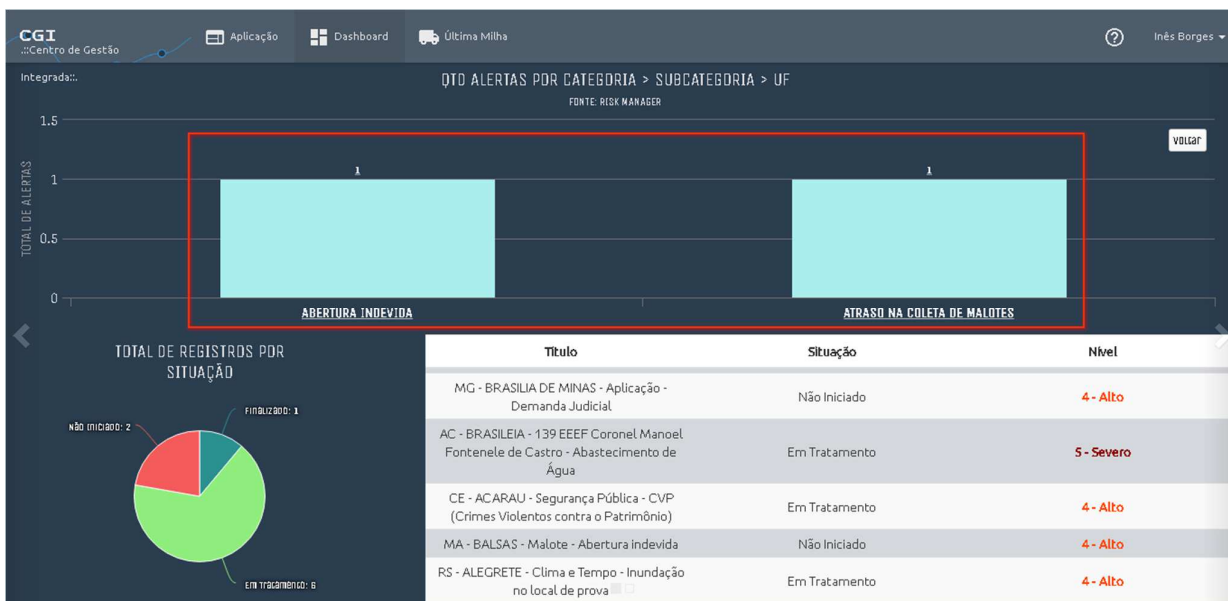 CGI
.::Centro de Gestão
Integrada::.
Aplicação
Dashboard
Última Milha
?
Inês Borges
QTD ALERTAS POR CATEGORIA > SUBCATEGORIA > UF
FONTE: RISK MANAGER
Voltar
TOTAL DE ALERTAS
1.5
1
0.5
0
1
1
ABERTURA INDEVIDA
ATRASO NA COLETA DE MALOTES
TOTAL DE REGISTROS POR
SITUAÇÃO
Finalizado: 1
Não Iniciado: 2
Em Tratamento: 6
Título Situação Nível
MG - BRASILIA DE MINAS - Aplicação -
Demanda Judicial
Não Iniciado
4 - Alto
AC - BRASILEIA - 139 EEEF Coronel Manoel
Fontenele de Castro - Abastecimento de
Água
Em Tratamento
5 - Severo
CE - ACARAU - Segurança Pública - CVP
(Crimes Violentos contra o Patrimônio)
Em Tratamento
4 - Alto
MA - BALSAS - Malote - Abertura indevida
Não Iniciado
4 - Alto
RS - ALEGRETE - Clima e Tempo - Inundação
no local de prova
Em Tratamento
4 - Alto